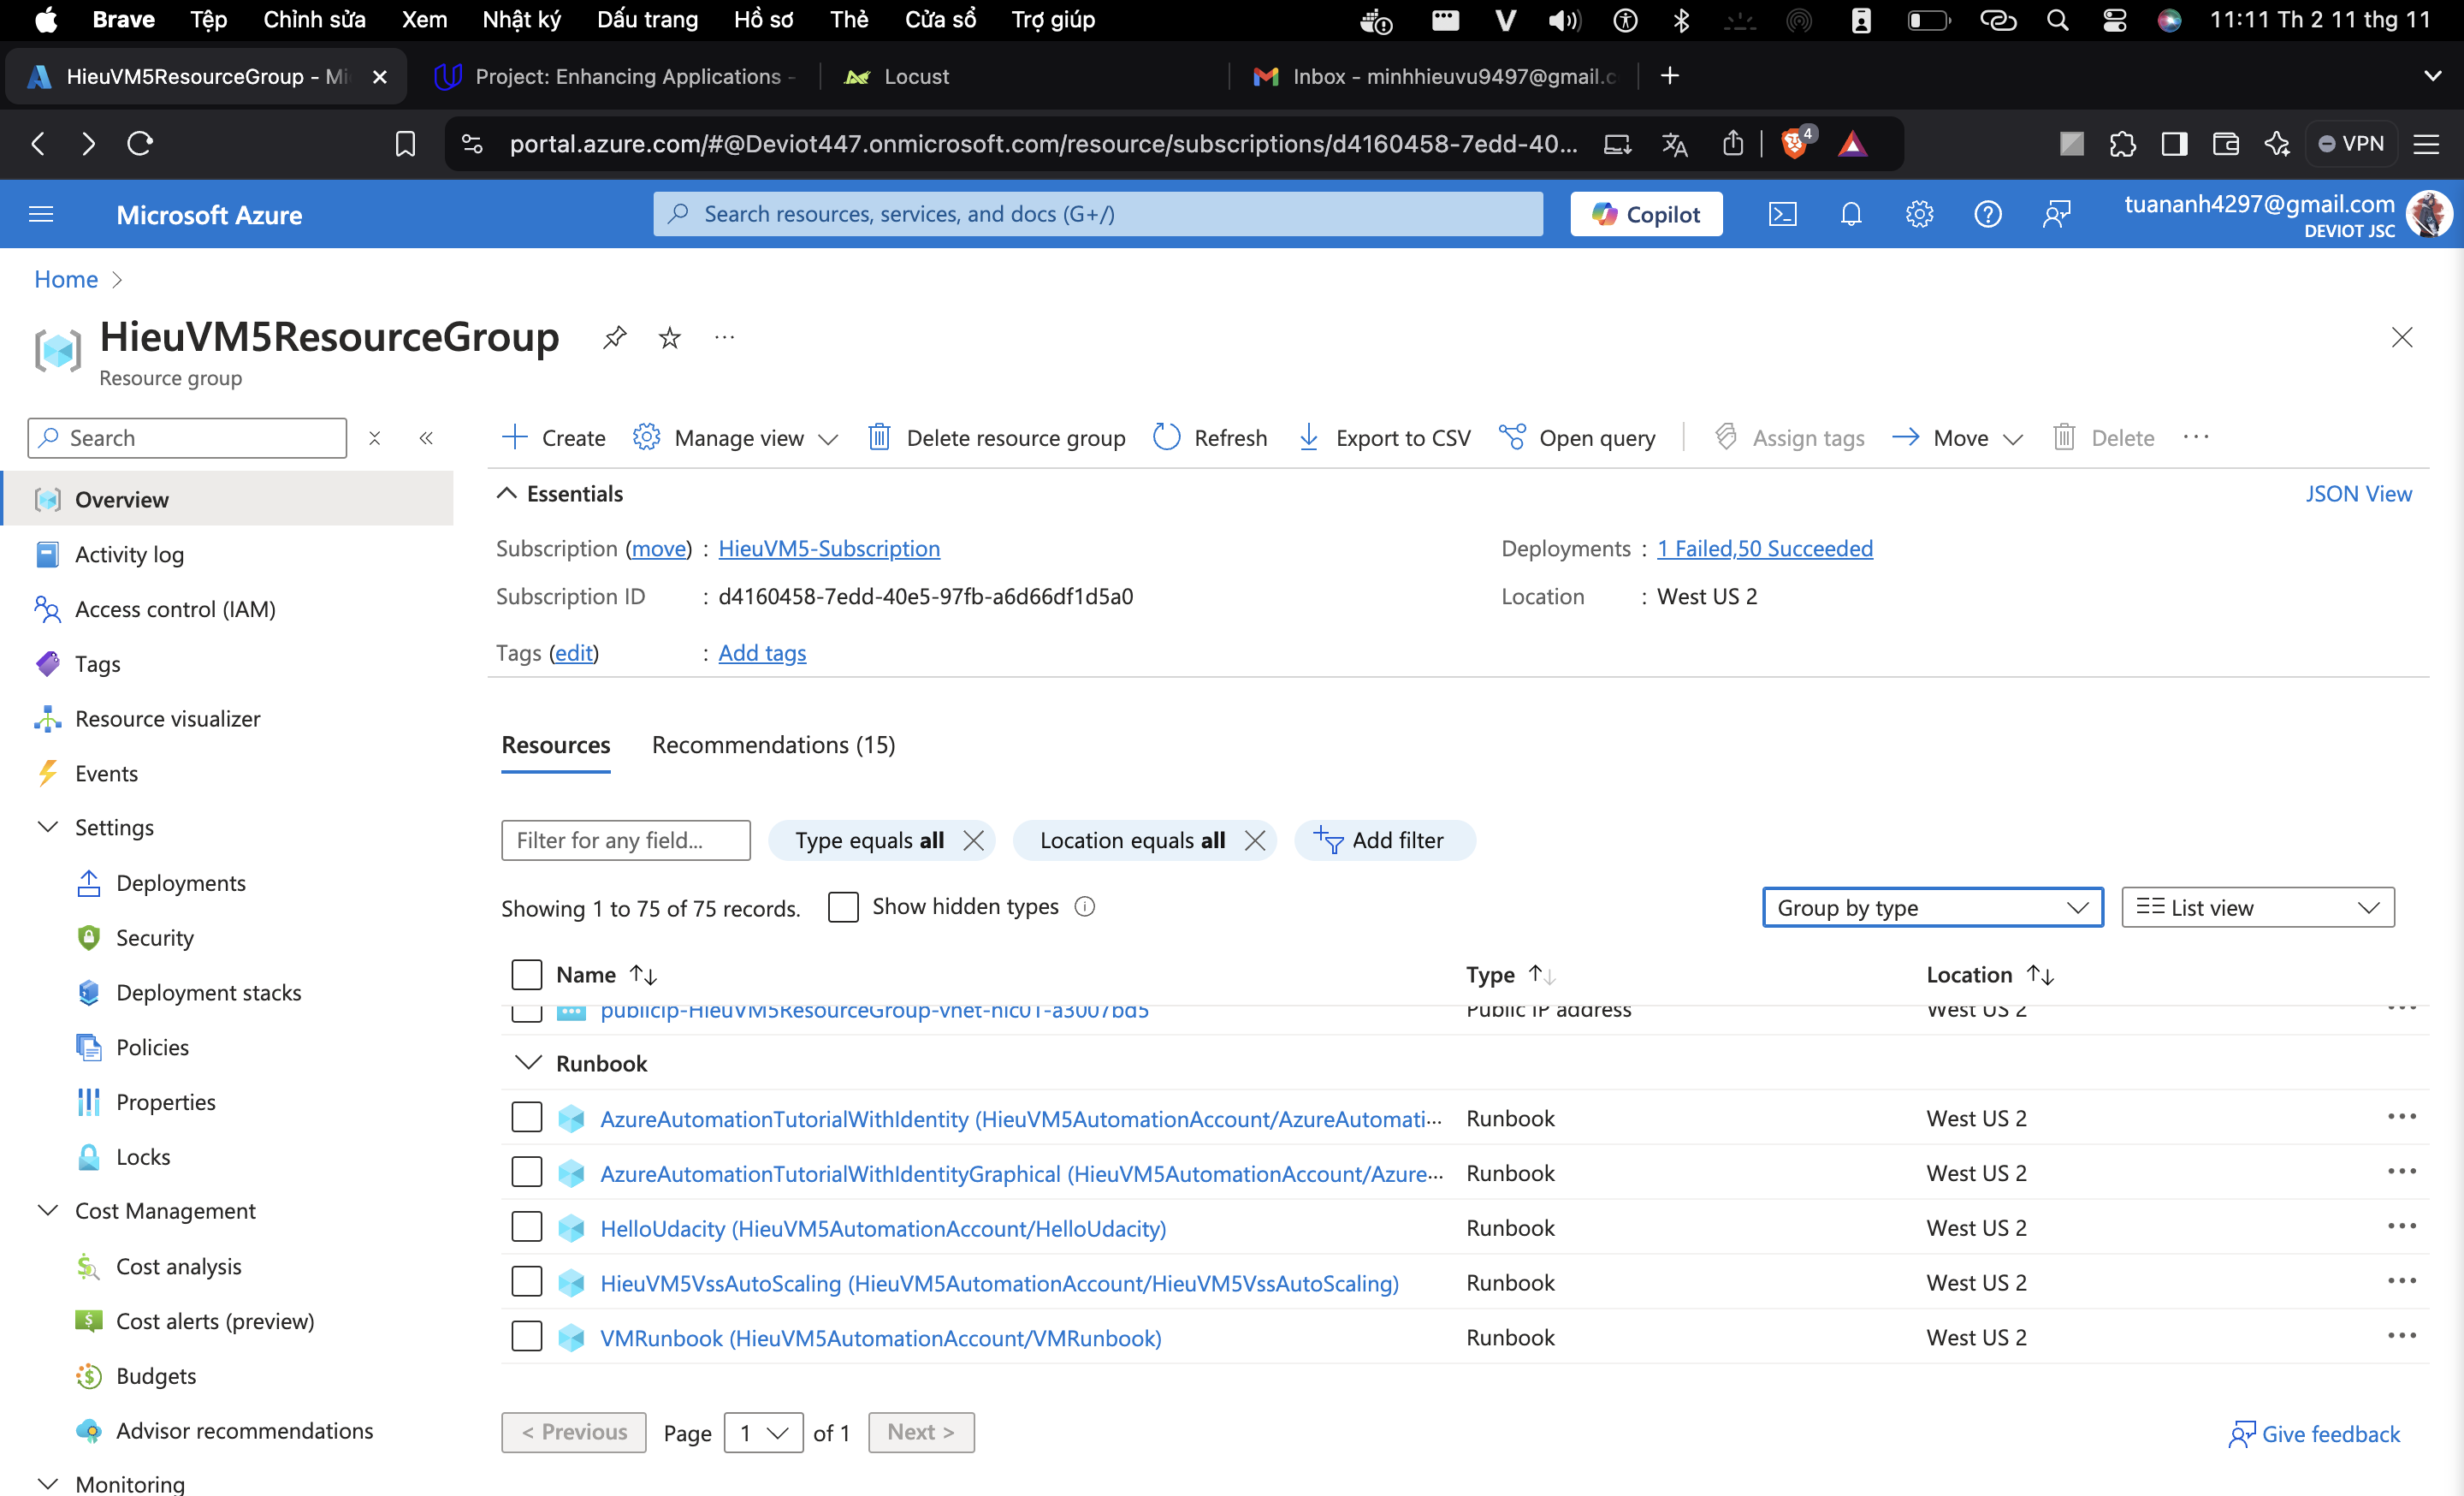 Brave Tệp Chỉnh sửa Xem Nhật ký Dấu trang Hồ sơ Thẻ Cửa sổ Trợ giúp 11:11 Th 2 11 thg 11
HieuVM5ResourceGroup - Mi Project: Enhancing Applications - Locust Inbox - minhhieuvu9497@gmail.c
portal.azure.com/#@Deviot447.onmicrosoft.com/resource/subscriptions/d4160458-7edd-40... 4 VPN
Microsoft Azure Search resources, services, and docs (G+/) Copilot tuananh4297@gmail.com
DEVIOT JSC
Home
HieuVM5ResourceGroup
Resource group
Search
Create Manage view Delete resource group Refresh Export to CSV Open query Assign tags Move Delete
Overview
Activity log
Access control (IAM)
Tags
Resource visualizer
Events
Settings
Deployments
Security
Deployment stacks
Policies
Properties
Locks
Cost Management
Cost analysis
Cost alerts (preview)
Budgets
Advisor recommendations
Monitoring
Essentials JSON View
Subscription (move) : HieuVM5-Subscription Deployments : 1 Failed,50 Succeeded
Subscription ID : d4160458-7edd-40e5-97fb-a6d66df1d5a0 Location : West US 2
Tags (edit) : Add tags
Resources Recommendations (15)
Filter for any field... Type equals all Location equals all Add filter
Showing 1 to 75 of 75 records. Show hidden types Group by type List view
Name Type Location
publicip-HieuVM5ResourceGroup-vnet-nic01-a3007bd5 Public IP address West US 2
Runbook
AzureAutomationTutorialWithIdentity (HieuVM5AutomationAccount/AzureAutomati... Runbook West US 2
AzureAutomationTutorialWithIdentityGraphical (HieuVM5AutomationAccount/Azure... Runbook West US 2
HelloUdacity (HieuVM5AutomationAccount/HelloUdacity) Runbook West US 2
HieuVM5VssAutoScaling (HieuVM5AutomationAccount/HieuVM5VssAutoScaling) Runbook West US 2
VMRunbook (HieuVM5AutomationAccount/VMRunbook) Runbook West US 2
< Previous Page 1 of 1 Next > Give feedback